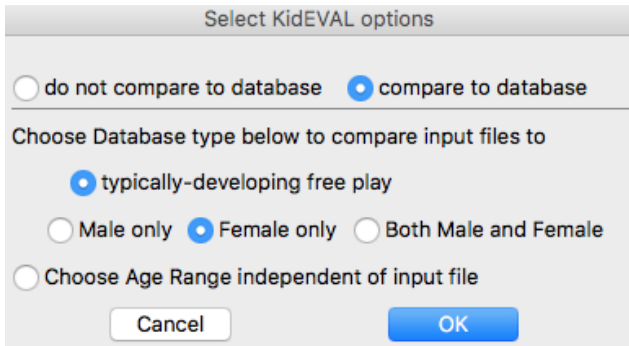 Select KidEVAL options
do not compare to database compare to database
Choose Database type below to compare input files to
typically-developing free play
Male only Female only Both Male and Female
Choose Age Range independent of input file
Cancel OK